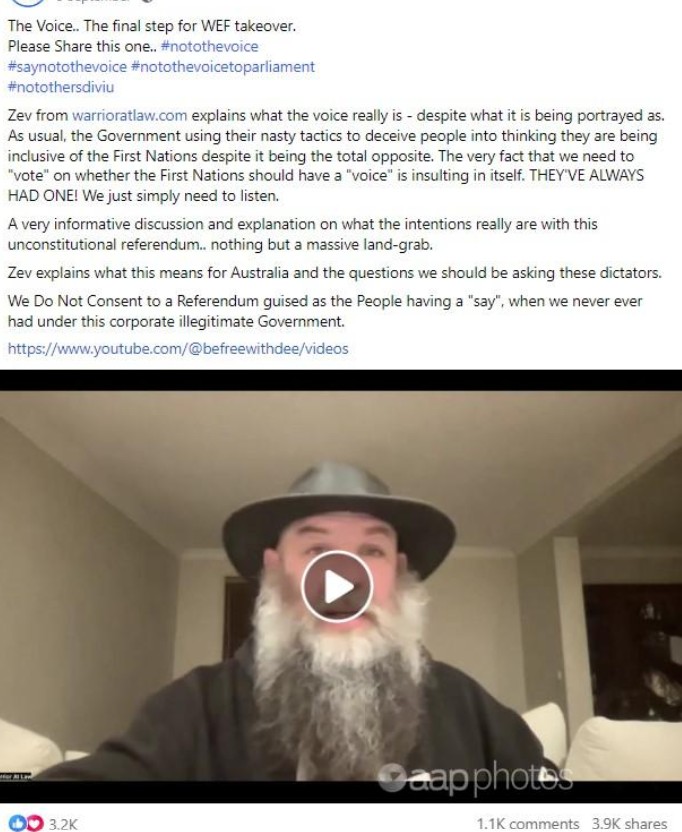 The Voice.. The final step for WEF takeover.
Please Share this one.. #notothevoice
#saynotothevoice #notothevoicetoparliament
#notothersdiviu
Zev from warrioratlaw.com explains what the voice really is - despite what it is being portrayed as.
As usual, the Government using their nasty tactics to deceive people into thinking they are being
inclusive of the First Nations despite it being the total opposite. The very fact that we need to
"vote" on whether the First Nations should have a "voice" is insulting in itself. THEY'VE ALWAYS
HAD ONE! We just simply need to listen.
A very informative discussion and explanation on what the intentions really are with this
unconstitutional referendum.. nothing but a massive land-grab.
Zev explains what this means for Australia and the questions we should be asking these dictators.
We Do Not Consent to a Referendum guised as the People having a "say", when we never ever
had under this corporate illegitimate Government.
https://www.youtube.com/@befreewithdee/videos
At Law
aap photos
3.2K
1.1K comments 3.9K shares